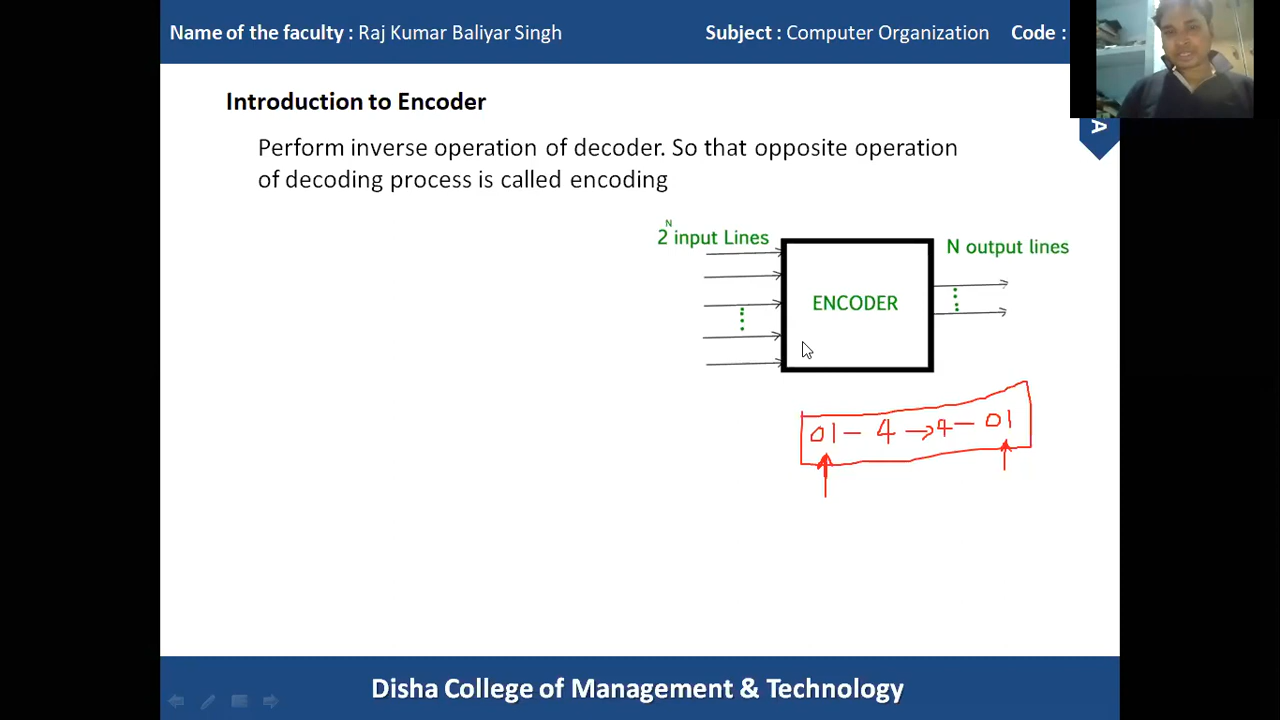 Name of the faculty : Raj Kumar Baliyar Singh Subject : Computer Organization Code :
A
Introduction to Encoder
Perform inverse operation of decoder. So that opposite operation
of decoding process is called encoding
2^N input Lines
N output lines
ENCODER
01 - 4 → 4 - 01
Disha College of Management & Technology